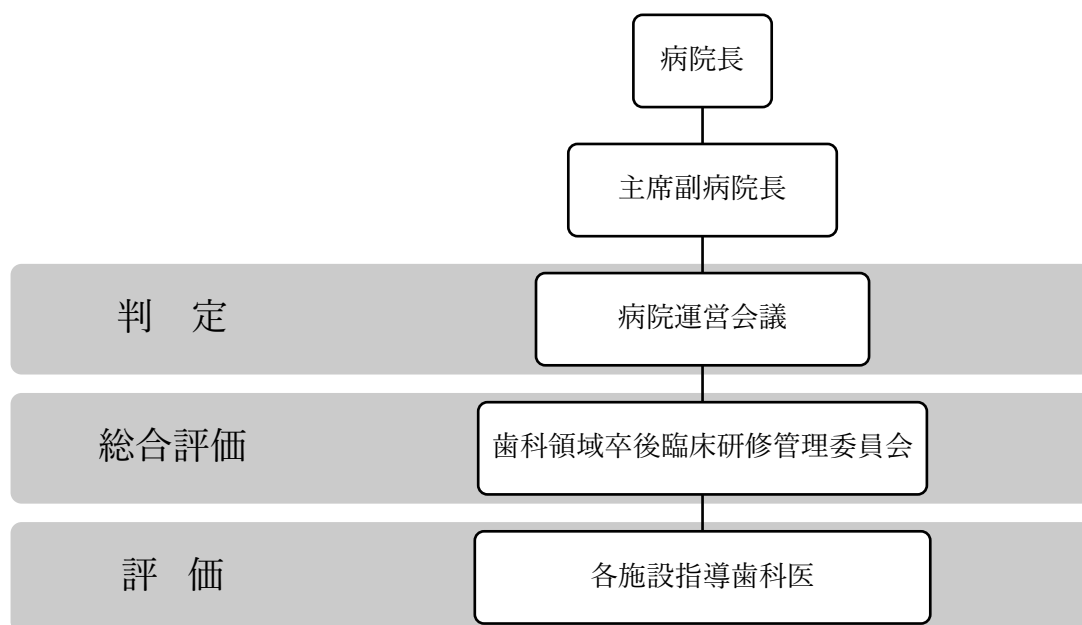 病院長
主席副病院長
判　定
病院運営会議
総合評価
歯科領域卒後臨床研修管理委員会
評　価
各施設指導歯科医